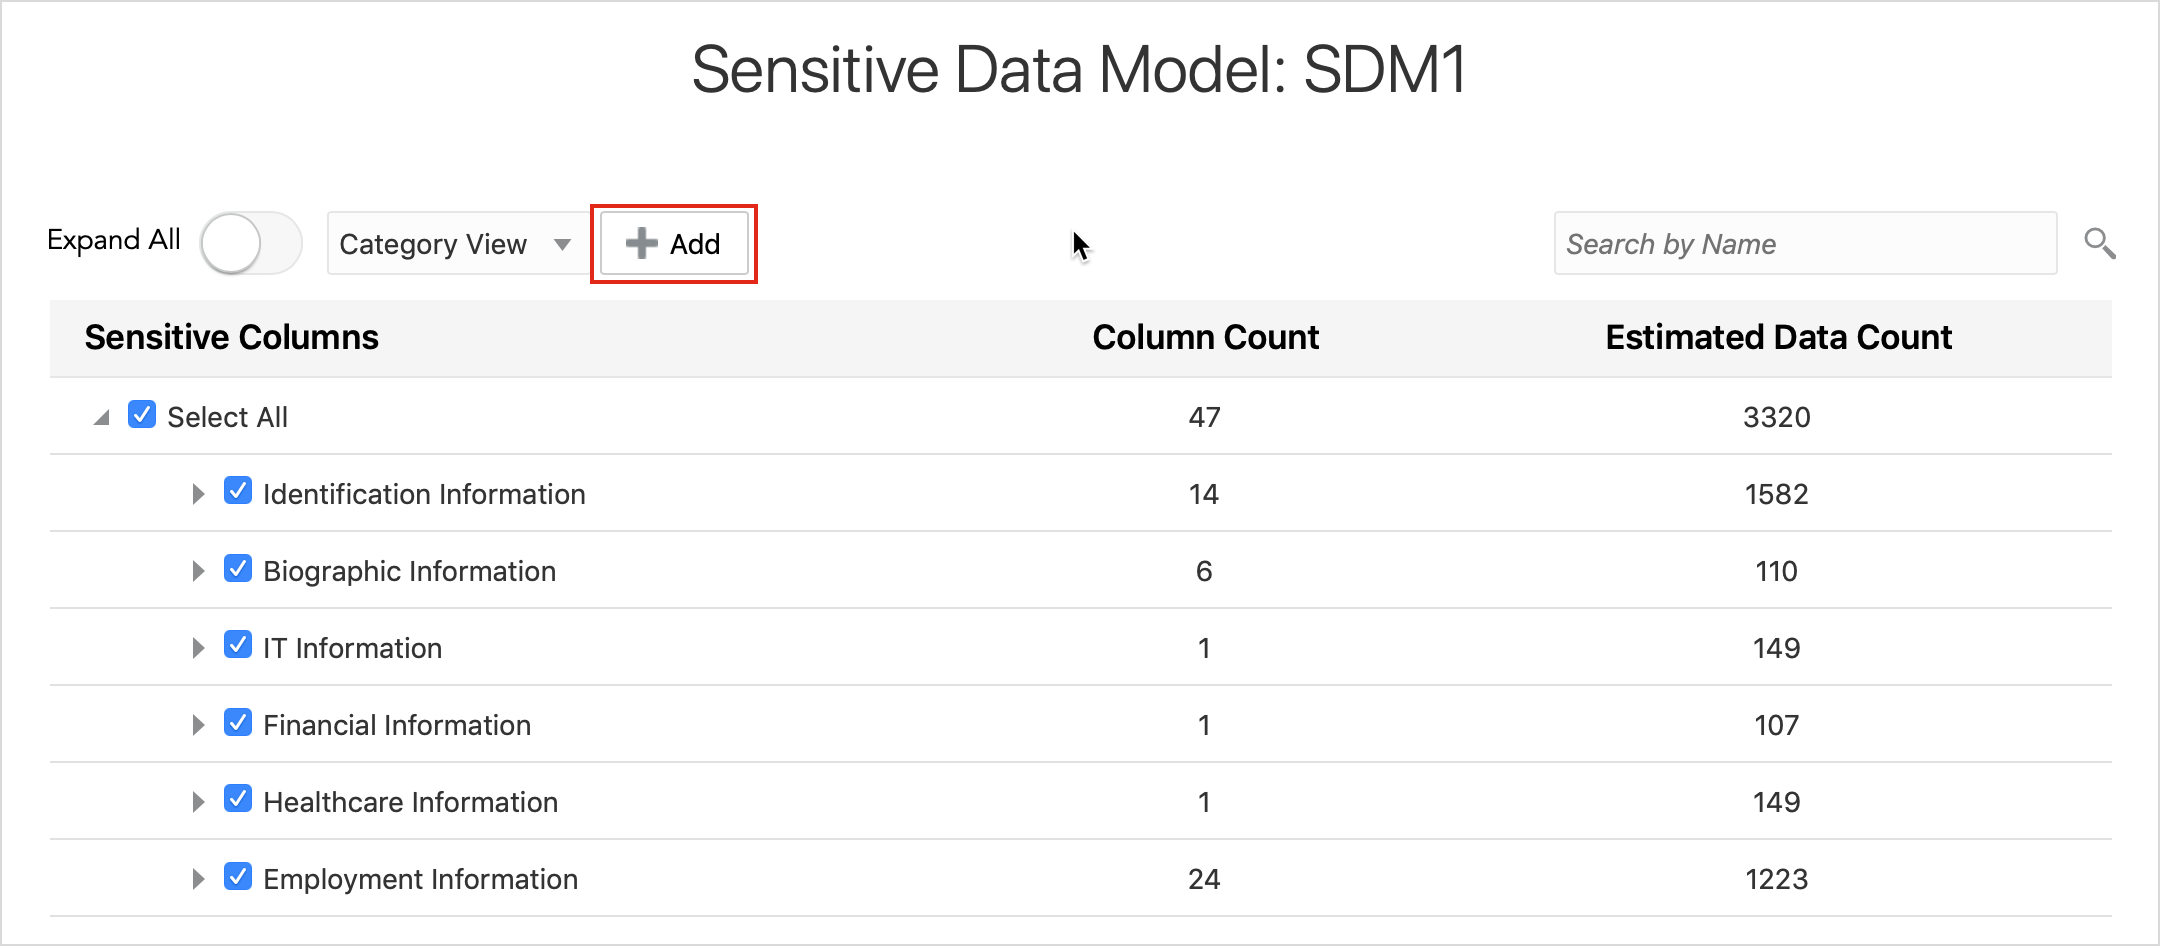 Sensitive Data Model: SDM1
Expand All Category View Add Search by Name
Sensitive Columns Column Count Estimated Data Count
Select All 47 3320
Identification Information 14 1582
Biographic Information 6 110
IT Information 1 149
Financial Information 1 107
Healthcare Information 1 149
Employment Information 24 1223